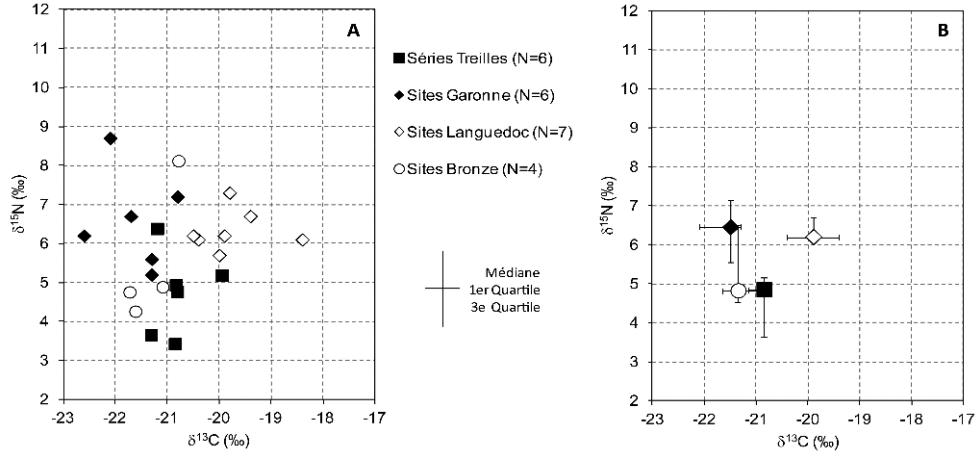 A
12
11
10
9
8
7
6
5
4
3
2
δ¹⁵N (‰)
-23 -22 -21 -20 -19 -18 -17
δ¹³C (‰)
Séries Treilles (N=6)
Sites Garonne (N=6)
Sites Languedoc (N=7)
Sites Bronze (N=4)
Médiane
1er Quartile
3e Quartile
B
12
11
10
9
8
7
6
5
4
3
2
δ¹⁵N (‰)
-23 -22 -21 -20 -19 -18 -17
δ¹³C (‰)